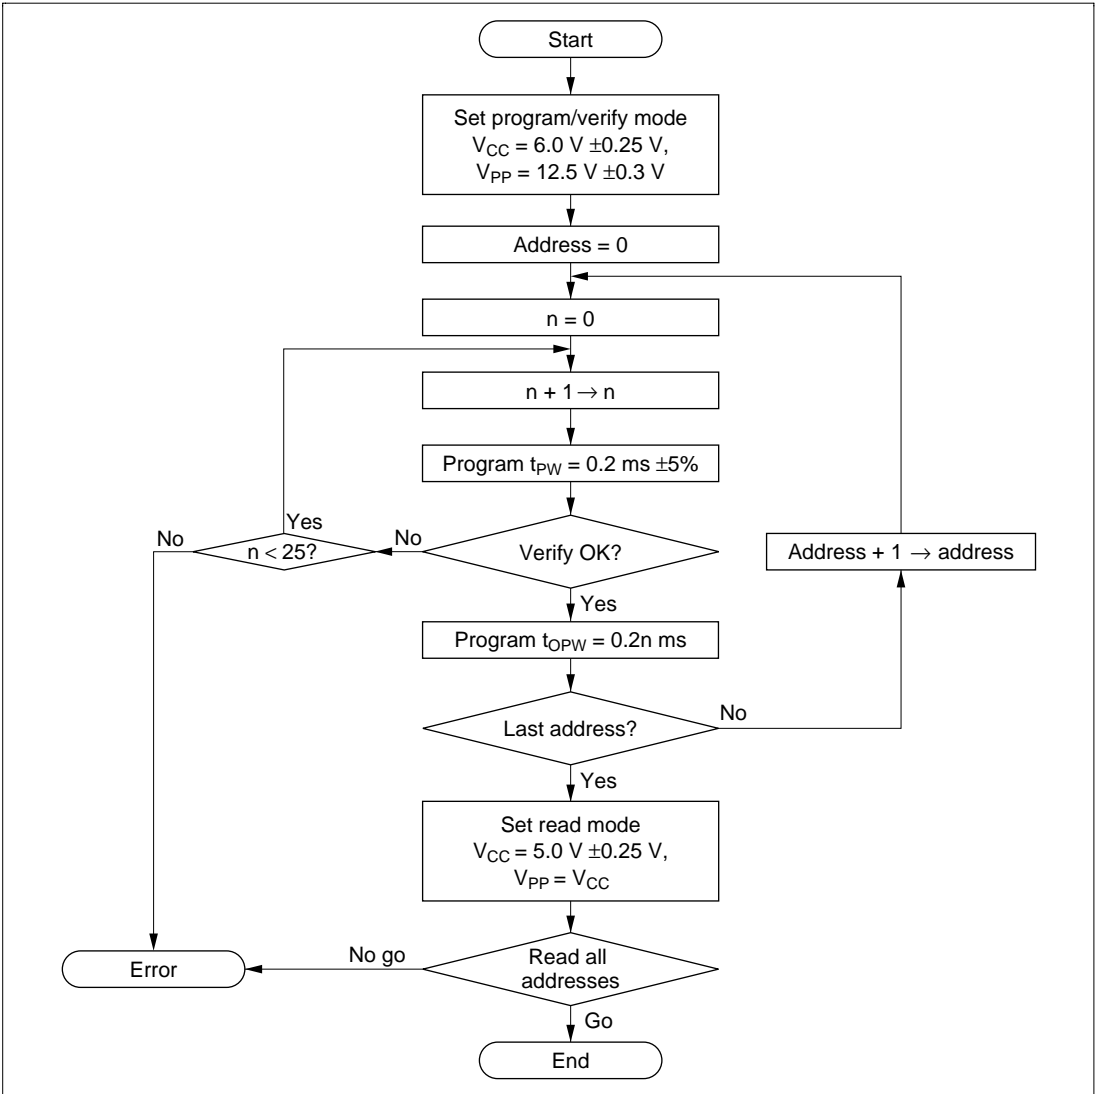 Start
Set program/verify mode
VCC = 6.0 V ±0.25 V,
VPP = 12.5 V ±0.3 V
Address = 0
n = 0
n + 1 → n
Program tPW = 0.2 ms ±5%
No
Yes
n < 25?
No
Verify OK?
Address + 1 → address
Yes
Program tOPW = 0.2n ms
Last address?
No
Yes
Set read mode
VCC = 5.0 V ±0.25 V,
VPP = VCC
Error
No go
Read all
addresses
Go
End